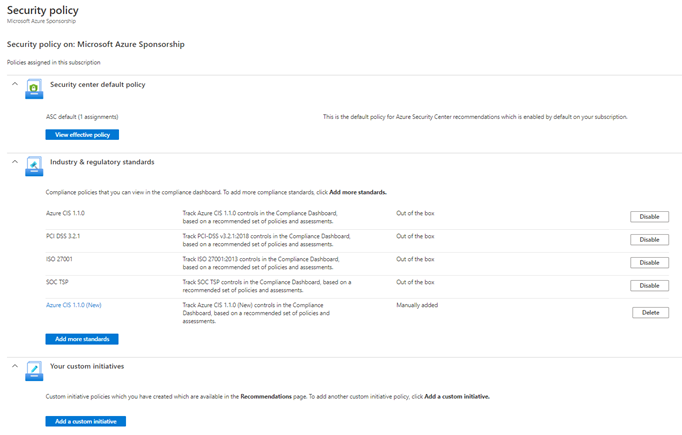 Security policy
Microsoft Azure Sponsorship
Security policy on: Microsoft Azure Sponsorship
Policies assigned in this subscription
Security center default policy
ASC default (1 assignments)
This is the default policy for Azure Security Center recommendations which is enabled by default on your subscription.
View effective policy
Industry & regulatory standards
Compliance policies that you can view in the compliance dashboard. To add more compliance standards, click Add more standards.
Azure CIS 1.1.0
Track Azure CIS 1.1.0 controls in the Compliance Dashboard,
based on a recommended set of policies and assessments.
Out of the box
Disable
PCI DSS 3.2.1
Track PCI-DSS v3.2.1:2018 controls in the Compliance Dashboard,
based on a recommended set of policies and assessments.
Out of the box
Disable
ISO 27001
Track ISO 27001:2013 controls in the Compliance Dashboard,
based on a recommended set of policies and assessments.
Out of the box
Disable
SOC TSP
Track SOC TSP controls in the Compliance Dashboard, based on a
recommended set of policies and assessments.
Out of the box
Disable
Azure CIS 1.1.0 (New)
Track Azure CIS 1.1.0 (New) controls in the Compliance
Dashboard, based on a recommended set of policies and
assessments.
Manually added
Delete
Add more standards
Your custom initiatives
Custom initiative policies which you have created which are available in the Recommendations page. To add another custom initiative policy, click Add a custom initiative.
Add a custom initiative